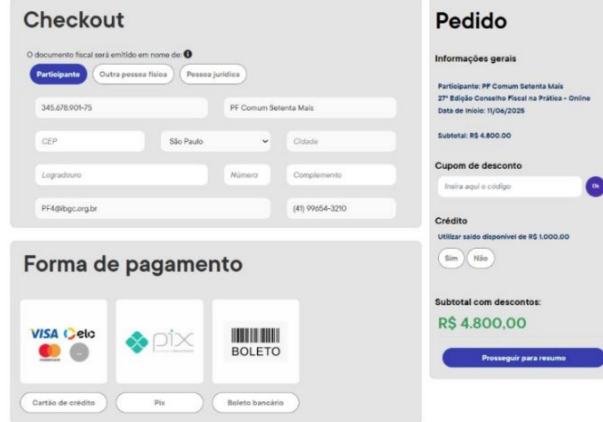 Checkout
O documento fiscal será emitido em nome de:
Participante
Outra pessoa física
Pessoa jurídica
345.678.901-75
PF Comum Setenta Mais
CEP
São Paulo
Cidade
Logradouro
Número
Complemento
PF4@ibgc.org.br
(41) 99654-3210
Forma de pagamento
VISA elo
pix
BOLETO
Cartão de crédito
Pix
Boleto bancário
Pedido
Informações gerais
Participante: PF Comum Setenta Mais
27ª Edição Conselho Fiscal na Prática - Online
Data de início: 11/06/2025
Subtotal: R$ 4.800,00
Cupom de desconto
Insira aqui o código
Ok
Crédito
Utilizar saldo disponível de R$ 1.000,00
Sim
Não
Subtotal com descontos:
R$ 4.800,00
Prosseguir para resumo